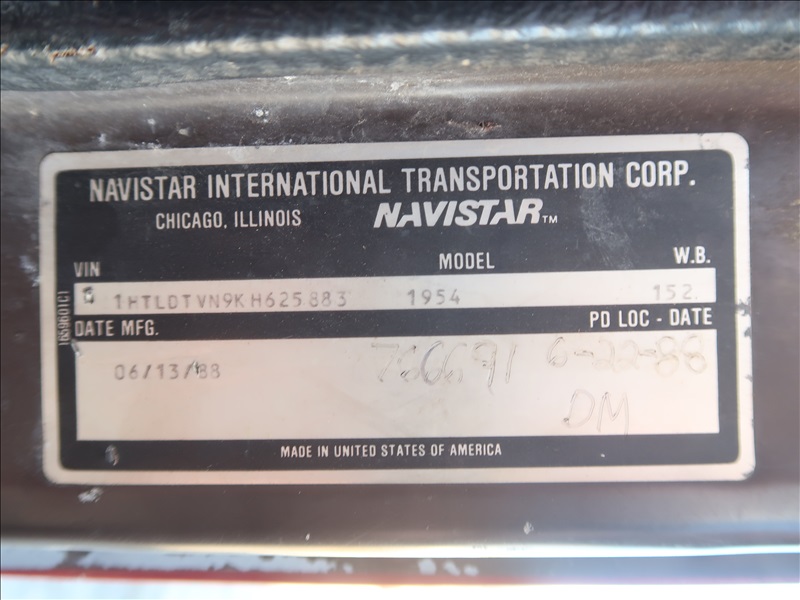 NAVISTAR INTERNATIONAL TRANSPORTATION CORP.
CHICAGO, ILLINOIS NAVISTAR™
VIN MODEL W.B.
1HTLDTVN9KH625883 1954 152
DATE MFG. PD LOC - DATE
06/13/88 6-22-88
DM
MADE IN UNITED STATES OF AMERICA
1659601C1